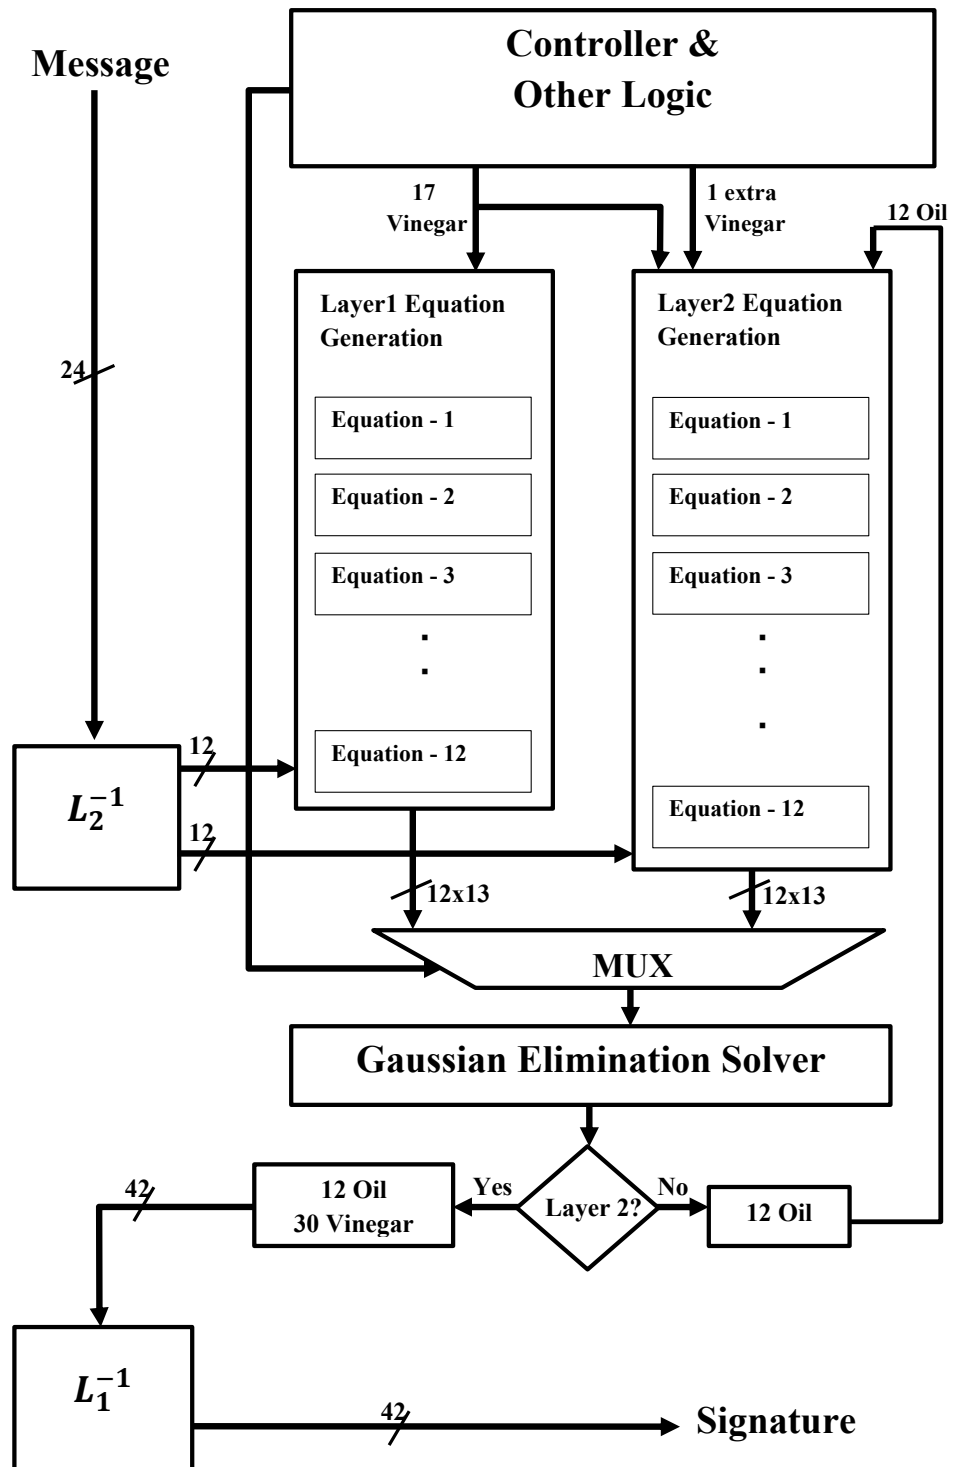 Controller &
Other Logic
Message
17
Vinegar
1 extra
Vinegar
12 Oil
Layer1 Equation
Generation
Layer2 Equation
Generation
24
Equation - 1
Equation - 2
Equation - 3
.
.
Equation - 12
Equation - 1
Equation - 2
Equation - 3
.
.
.
Equation - 12
12
12
L₂⁻¹
12x13
12x13
MUX
Gaussian Elimination Solver
Layer 2?
Yes
No
12 Oil
30 Vinegar
12 Oil
42
L₁⁻¹
42
Signature